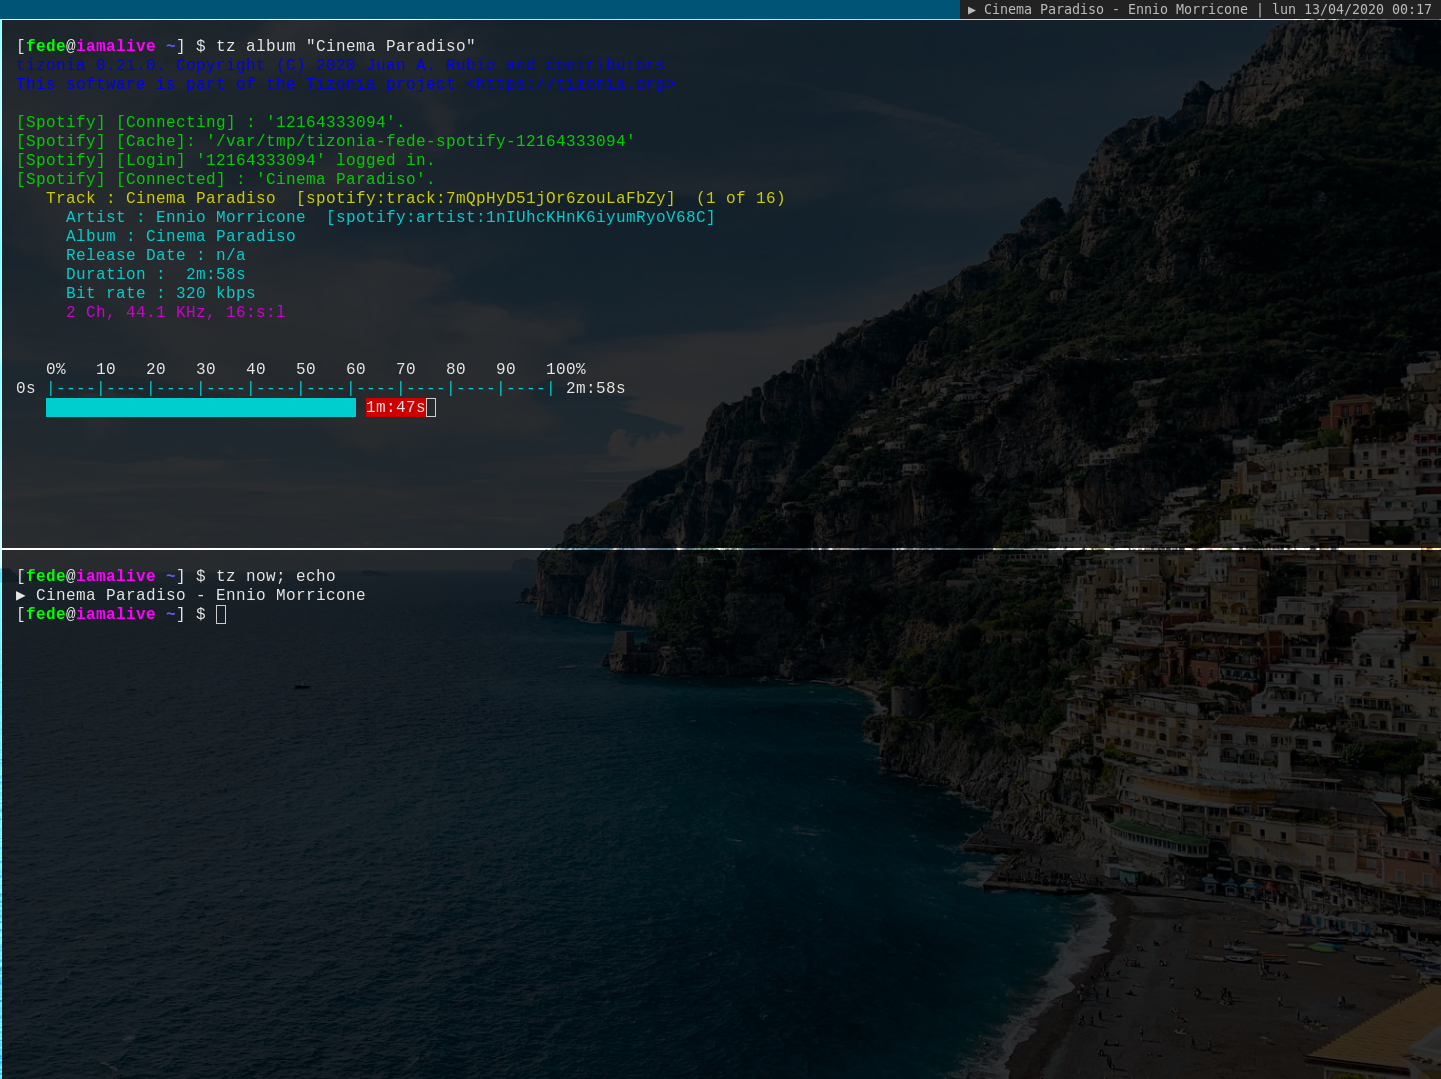 ▶ Cinema Paradiso - Ennio Morricone | lun 13/04/2020 00:17
[fede@iamalive ~] $ tz album "Cinema Paradiso"
tizonia 0.21.0. Copyright (C) 2020 Juan A. Rubio and contributors
This software is part of the Tizonia project <https://tizonia.org>
[Spotify] [Connecting] : '12164333094'.
[Spotify] [Cache]: '/var/tmp/tizonia-fede-spotify-12164333094'
[Spotify] [Login] '12164333094' logged in.
[Spotify] [Connected] : 'Cinema Paradiso'.
Track : Cinema Paradiso  [spotify:track:7mQpHyD51jOr6zouLaFbZy]  (1 of 16)
Artist : Ennio Morricone  [spotify:artist:1nIUhcKHnK6iyumRyoV68C]
Album : Cinema Paradiso
Release Date : n/a
Duration :  2m:58s
Bit rate : 320 kbps
2 Ch, 44.1 KHz, 16:s:l
0%   10   20   30   40   50   60   70   80   90   100%
0s |----|----|----|----|----|----|----|----|----|----| 2m:58s
1m:47s
[fede@iamalive ~] $ tz now; echo
▶ Cinema Paradiso - Ennio Morricone
[fede@iamalive ~] $